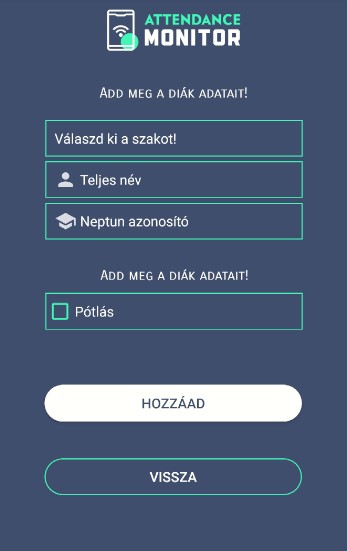 ATTENDANCE
MONITOR
Add meg a diák adatait!
Válaszd ki a szakot!
Teljes név
Neptun azonosító
Add meg a diák adatait!
Pótlás
HOZZÁAD
VISSZA